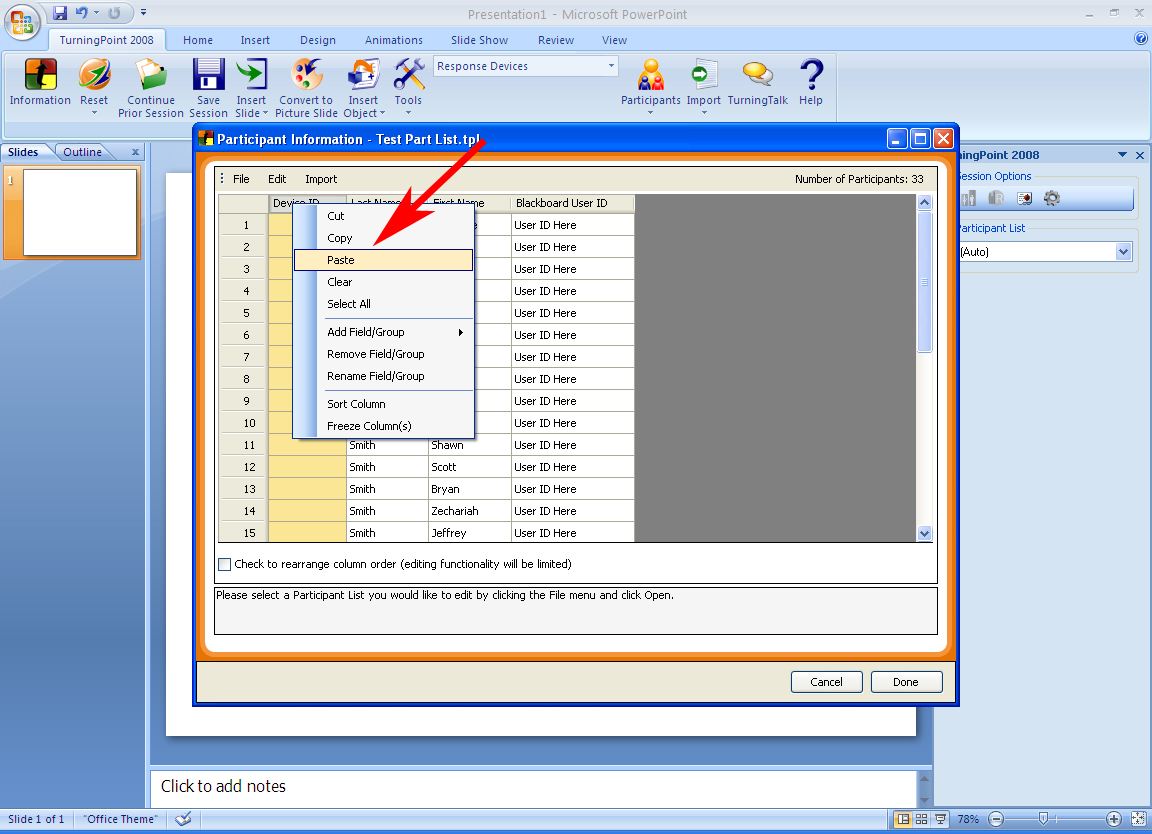 Presentation1 - Microsoft PowerPoint
TurningPoint 2008 Home Insert Design Animations Slide Show Review View
Response Devices
Information Reset Continue Prior Session Save Session Insert Slide Convert to Picture Slide Insert Object Tools Participants Import TurningTalk Help
Participant Information - Test Part List.tpl
Slides Outline
ningPoint 2008
1
File Edit Import Number of Participants: 33
Session Options
Device ID Last Name First Name Blackboard User ID
Cut
1 User ID Here
Participant List
Copy
2 User ID Here
(Auto)
Paste
3 User ID Here
Clear
4 User ID Here
Select All
5 User ID Here
Add Field/Group
6 User ID Here
Remove Field/Group
7 User ID Here
Rename Field/Group
8 User ID Here
Sort Column
9 User ID Here
Freeze Column(s)
10 User ID Here
11 Smith Shawn User ID Here
12 Smith Scott User ID Here
13 Smith Bryan User ID Here
14 Smith Zechariah User ID Here
15 Smith Jeffrey User ID Here
Check to rearrange column order (editing functionality will be limited)
Please select a Participant List you would like to edit by clicking the File menu and click Open.
Cancel Done
Click to add notes
Slide 1 of 1 "Office Theme" 78%